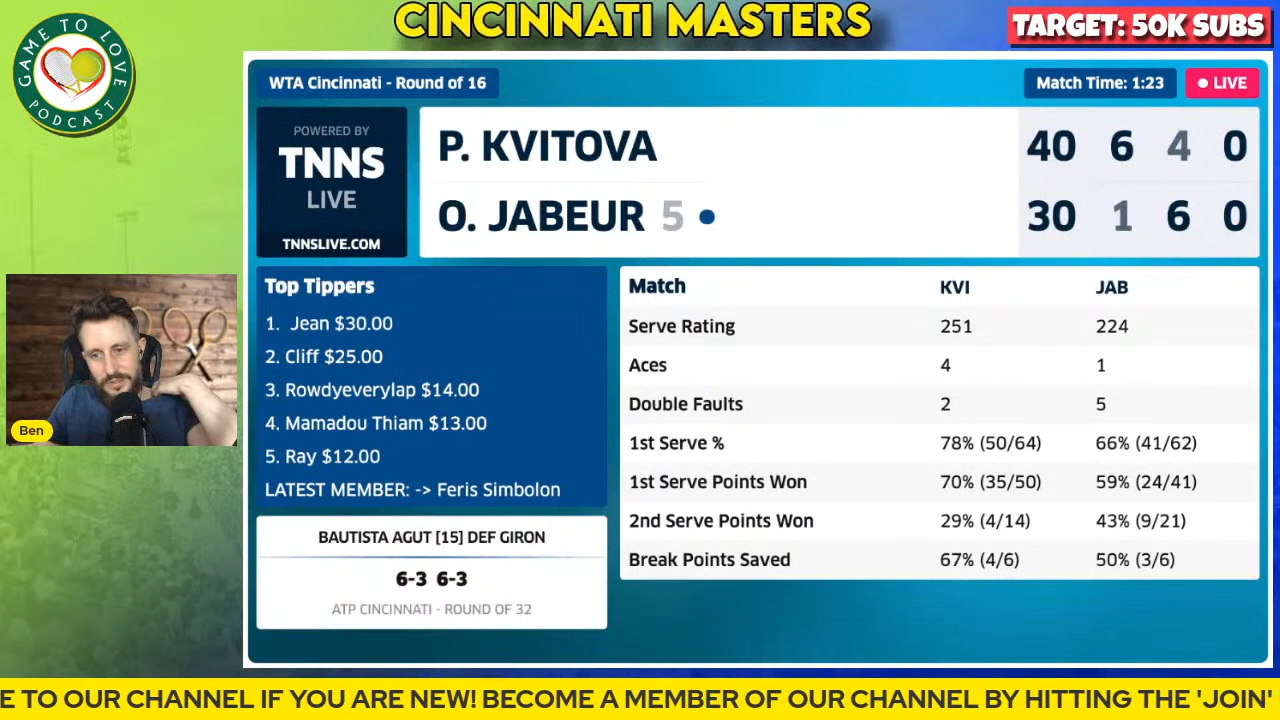 CINCINNATI MASTERS
TARGET: 50K SUBS
GAME TO LOVE
PODCAST
WTA Cincinnati - Round of 16
Match Time: 1:23
LIVE
POWERED BY
TNNS
LIVE
TNNSLIVE.COM
P. KVITOVA 40 6 4 0
O. JABEUR 5 30 1 6 0
Top Tippers
1. Jean $30.00
2. Cliff $25.00
3. Rowdyeverylap $14.00
4. Mamadou Thiam $13.00
5. Ray $12.00
LATEST MEMBER: -> Feris Simbolon
BAUTISTA AGUT [15] DEF GIRON
6-3 6-3
ATP CINCINNATI - ROUND OF 32
Match KVI JAB
Serve Rating 251 224
Aces 4 1
Double Faults 2 5
1st Serve % 78% (50/64) 66% (41/62)
1st Serve Points Won 70% (35/50) 59% (24/41)
2nd Serve Points Won 29% (4/14) 43% (9/21)
Break Points Saved 67% (4/6) 50% (3/6)
Ben
E TO OUR CHANNEL IF YOU ARE NEW! BECOME A MEMBER OF OUR CHANNEL BY HITTING THE 'JOIN'